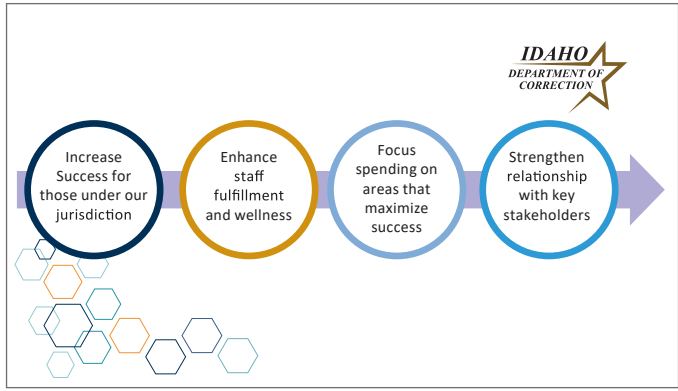 IDAHO
DEPARTMENT OF
CORRECTION
Increase
Success for
those under our
jurisdiction
Enhance
staff
fulfillment
and wellness
Focus
spending on
areas that
maximize
success
Strengthen
relationship
with key
stakeholders